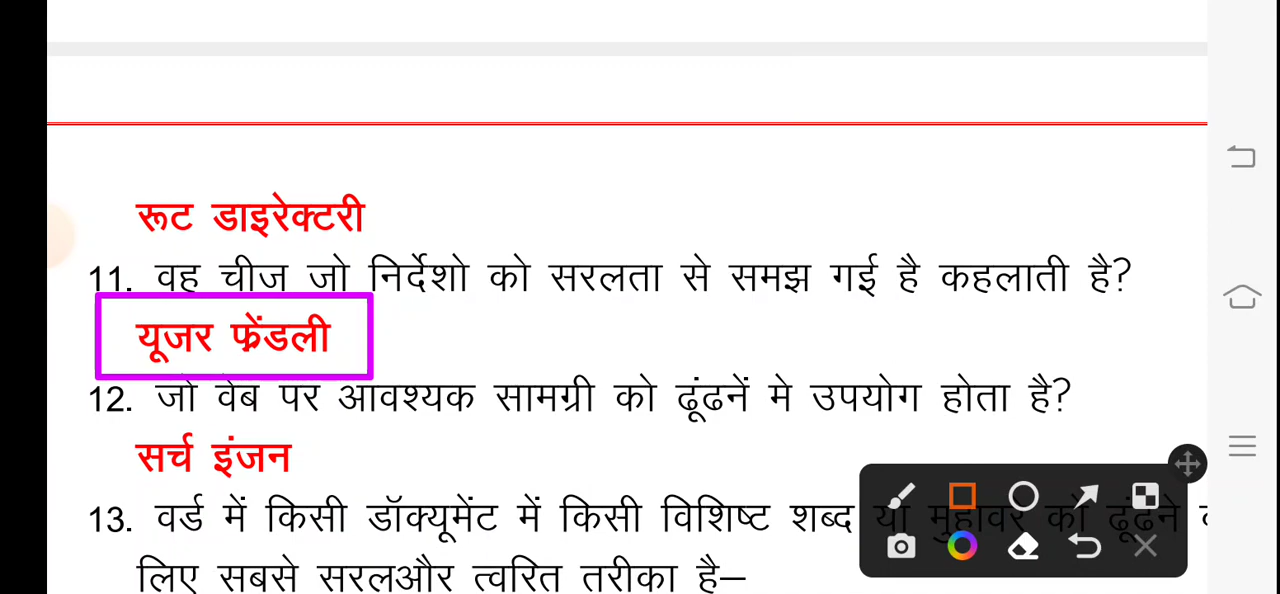 रूट डाइरेक्टरी
11. वह चीज जो निर्देशो को सरलता से समझ गई है कहलाती है?
यूजर फ्रेंडली
12. जो वेब पर आवश्यक सामग्री को ढूंढनें मे उपयोग होता है?
सर्च इंजन
13. वर्ड में किसी डॉक्यूमेंट में किसी विशिष्ट शब्द या मुहावरे को ढूंढने
लिए सबसे सरलऔर त्वरित तरीका है–